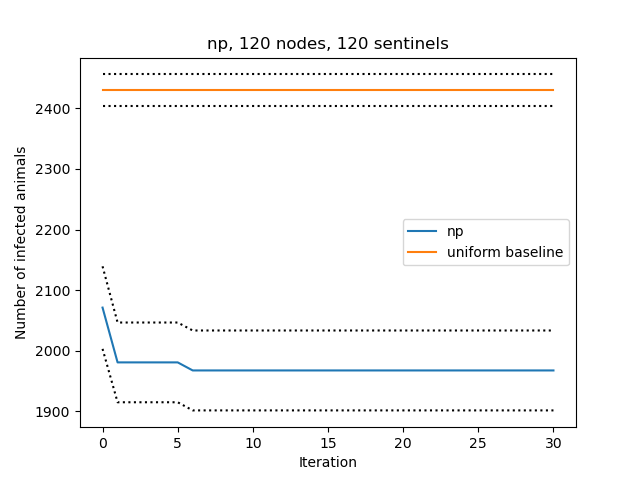 np, 120 nodes, 120 sentinels
Number of infected animals
2400
2300
2200
2100
2000
1900
np
uniform baseline
0 5 10 15 20 25 30
Iteration